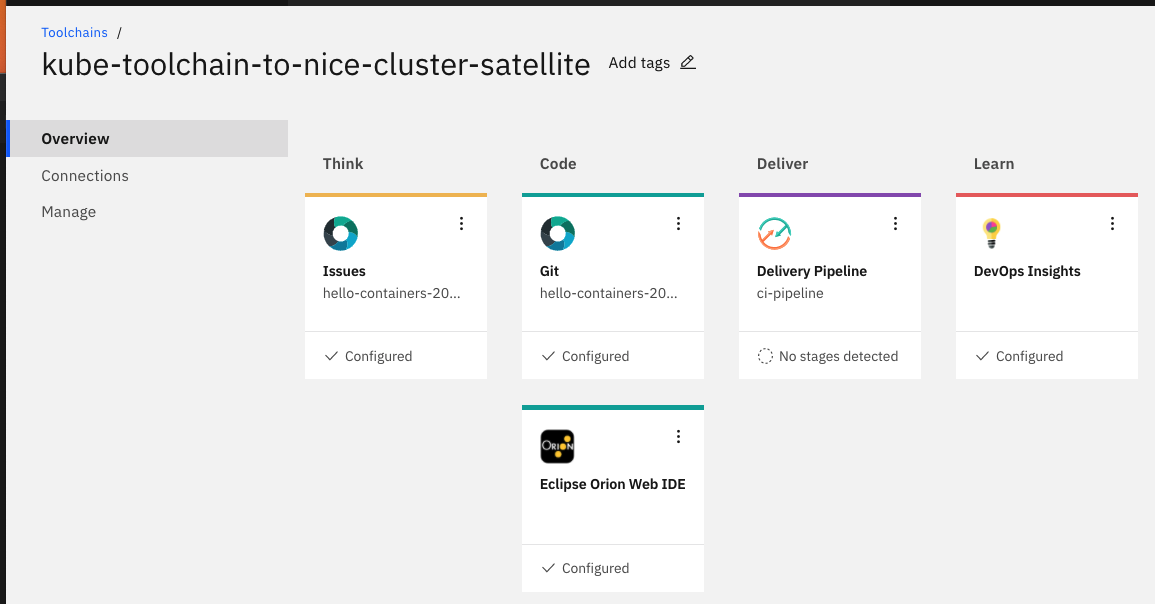 Toolchains /
kube-toolchain-to-nice-cluster-satellite Add tags
Overview
Connections
Manage
Think
Issues
hello-containers-20...
Configured
Code
Git
hello-containers-20...
Configured
ORION
Eclipse Orion Web IDE
Configured
Deliver
Delivery Pipeline
ci-pipeline
No stages detected
Learn
DevOps Insights
Configured